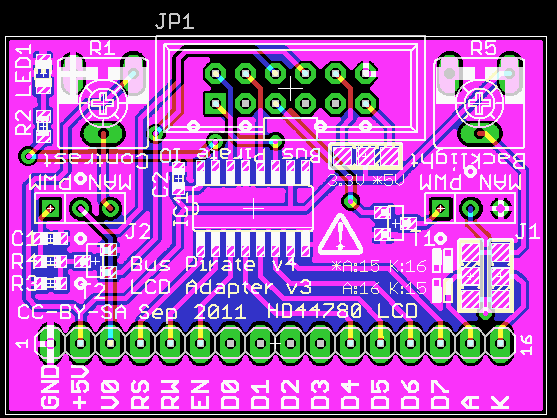 JP1
LED1
R1
R5
R2
Contrast
Bus Pirate IO
Backlight
3.3V *5V
MAN PWM
C2
IC1
MAN PWM
C1
J2
T1
J1
R4
Bus Pirate v4
*A:15 K:16
R3
T2
LCD Adapter v3
A:16 K:15
CC-BY-SA Sep 2011 HD44780 LCD
1
16
GND
+5V
V0
RS
RW
EN
D0
D1
D2
D3
D4
D5
D6
D7
A
K